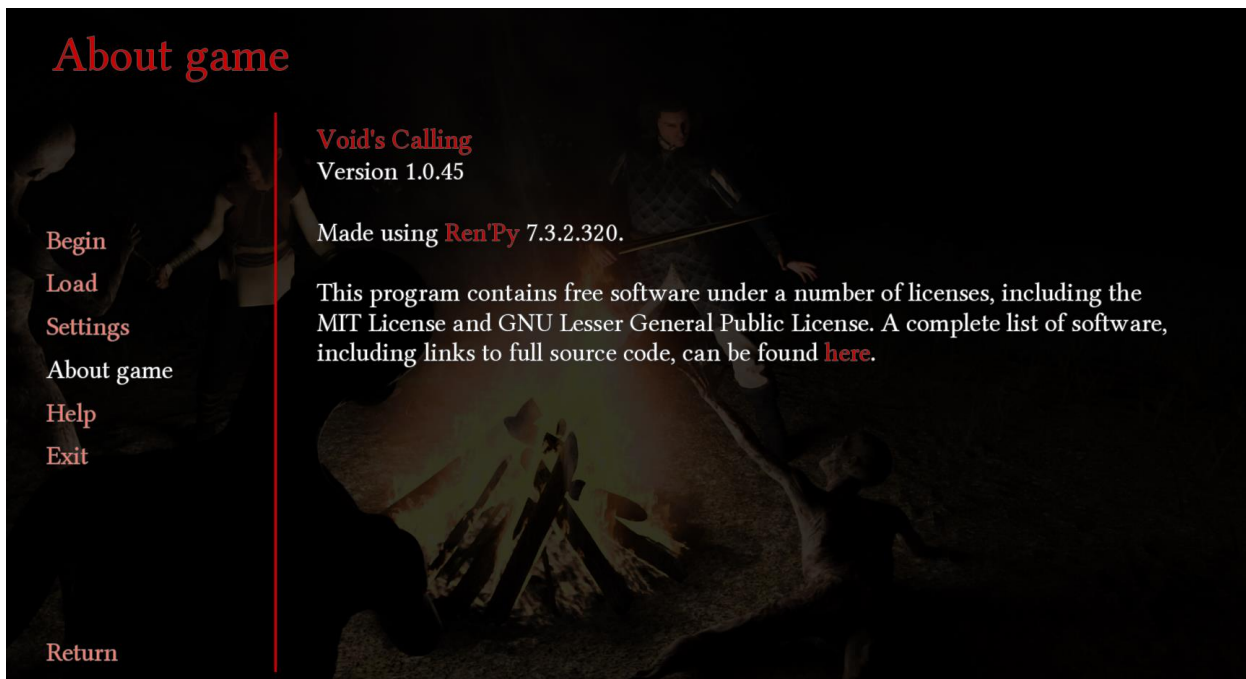 About game
Begin
Load
Settings
About game
Help
Exit
Return
Void's Calling
Version 1.0.45
Made using Ren'Py 7.3.2.320.
This program contains free software under a number of licenses, including the
MIT License and GNU Lesser General Public License. A complete list of software,
including links to full source code, can be found here.